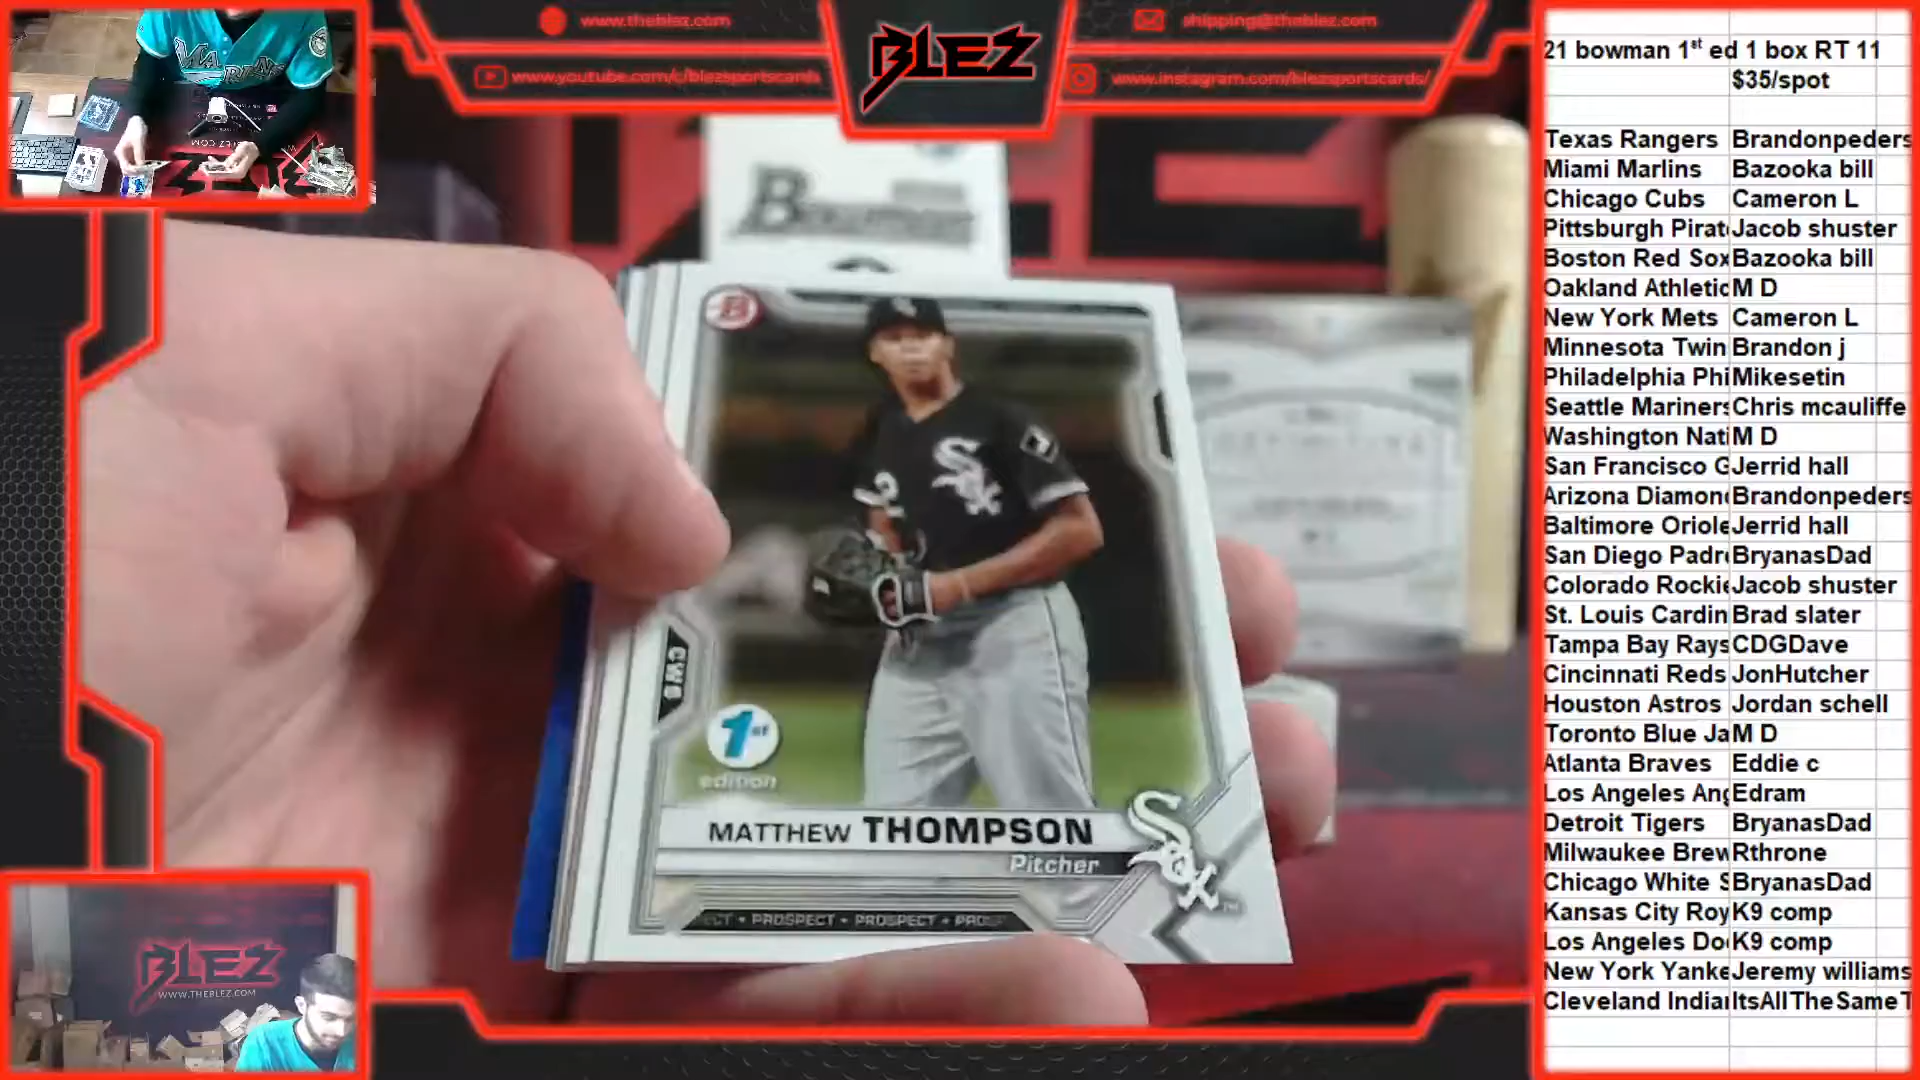 www.theblez.com
www.youtube.com/c/blezsportscards
BLEZ
shipping@theblez.com
www.instagram.com/blezsportscards/
Bowman
B
CWS
1st
edition
MATTHEW THOMPSON
Pitcher
Sox
PROSPECT • PROSPECT
BLEZ
WWW.THEBLEZ.COM
21 bowman 1st ed 1 box RT 11
$35/spot
Texas Rangers Brandonpeders
Miami Marlins Bazooka bill
Chicago Cubs Cameron L
Pittsburgh Pirat Jacob shuster
Boston Red Sox Bazooka bill
Oakland Athletic M D
New York Mets Cameron L
Minnesota Twin Brandon j
Philadelphia Phi Mikesetin
Seattle Mariners Chris mcauliffe
Washington Nati M D
San Francisco G Jerrid hall
Arizona Diamond Brandonpeders
Baltimore Oriole Jerrid hall
San Diego Padre BryanasDad
Colorado Rockie Jacob shuster
St. Louis Cardin Brad slater
Tampa Bay Rays CDGDave
Cincinnati Reds JonHutcher
Houston Astros Jordan schell
Toronto Blue Ja M D
Atlanta Braves Eddie c
Los Angeles Ang Edram
Detroit Tigers BryanasDad
Milwaukee Brew Rthrone
Chicago White S BryanasDad
Kansas City Roy K9 comp
Los Angeles Dod K9 comp
New York Yanke Jeremy williams
Cleveland Indian ItsAllTheSameT